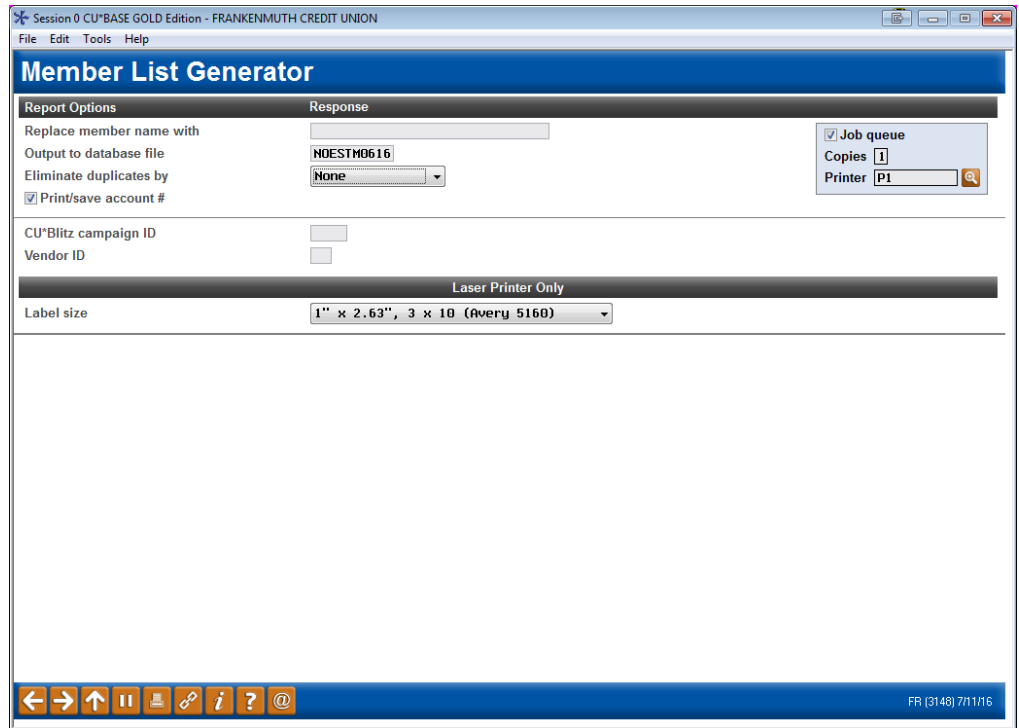 Session 0 CU*BASE GOLD Edition - FRANKENMUTH CREDIT UNION
File Edit Tools Help
Member List Generator
Report Options Response
Replace member name with
Job queue
Output to database file NOESTM0616
Copies 1
Eliminate duplicates by None
Printer P1
Print/save account #
CU*Blitz campaign ID
Vendor ID
Laser Printer Only
Label size 1" x 2.63", 3 x 10 (Avery 5160)
FR (3148) 7/11/16